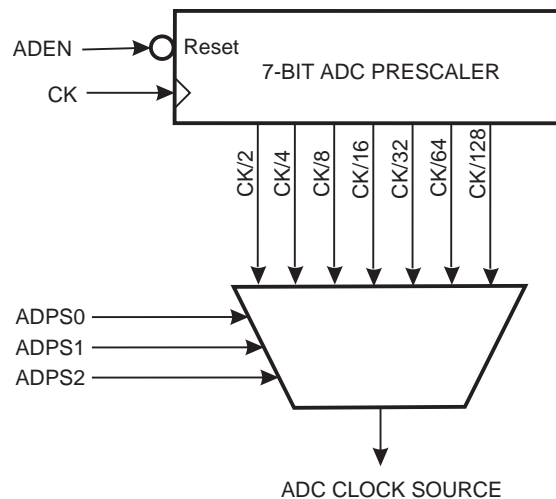 ADEN
Reset
7-BIT ADC PRESCALER
CK
CK/2
CK/4
CK/8
CK/16
CK/32
CK/64
CK/128
ADPS0
ADPS1
ADPS2
ADC CLOCK SOURCE